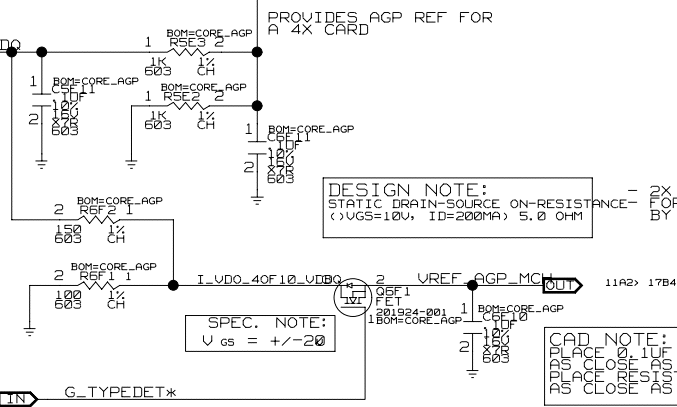 PROVIDES AGP REF FOR
A 4X CARD
BOM=CORE_AGP
1 R5E3 2
1K 1%
603 CH
BOM=CORE_AGP
1 C5E11
.1UF
10%
16V
2 X7R
603
BOM=CORE_AGP
1 R5E2 2
1K 1%
603 CH
BOM=CORE_AGP
1 C6E11
.1UF
10%
16V
2 X7R
603
DESIGN NOTE:
STATIC DRAIN-SOURCE ON-RESISTANCE
(@VGS=10V, ID=200MA) 5.0 OHM
- 2X
- FOR
BY
BOM=CORE_AGP
2 R6F2 1
150 1%
603 CH
BOM=CORE_AGP
2 R6F1 1
100 1%
603 CH
2 VREF_AGP_MCH
OUT
11A2> 17B4
Q6F1
FET
201924-001
1 BOM=CORE_AGP
SPEC. NOTE:
V GS = +/-20
BOM=CORE_AGP
1 C6E10
.1UF
10%
16V
2 X7R
603
CAD NOTE:
PLACE 0.1UF
AS CLOSE AS
PLACE RESIST
AS CLOSE AS
IN G_TYPEDET*